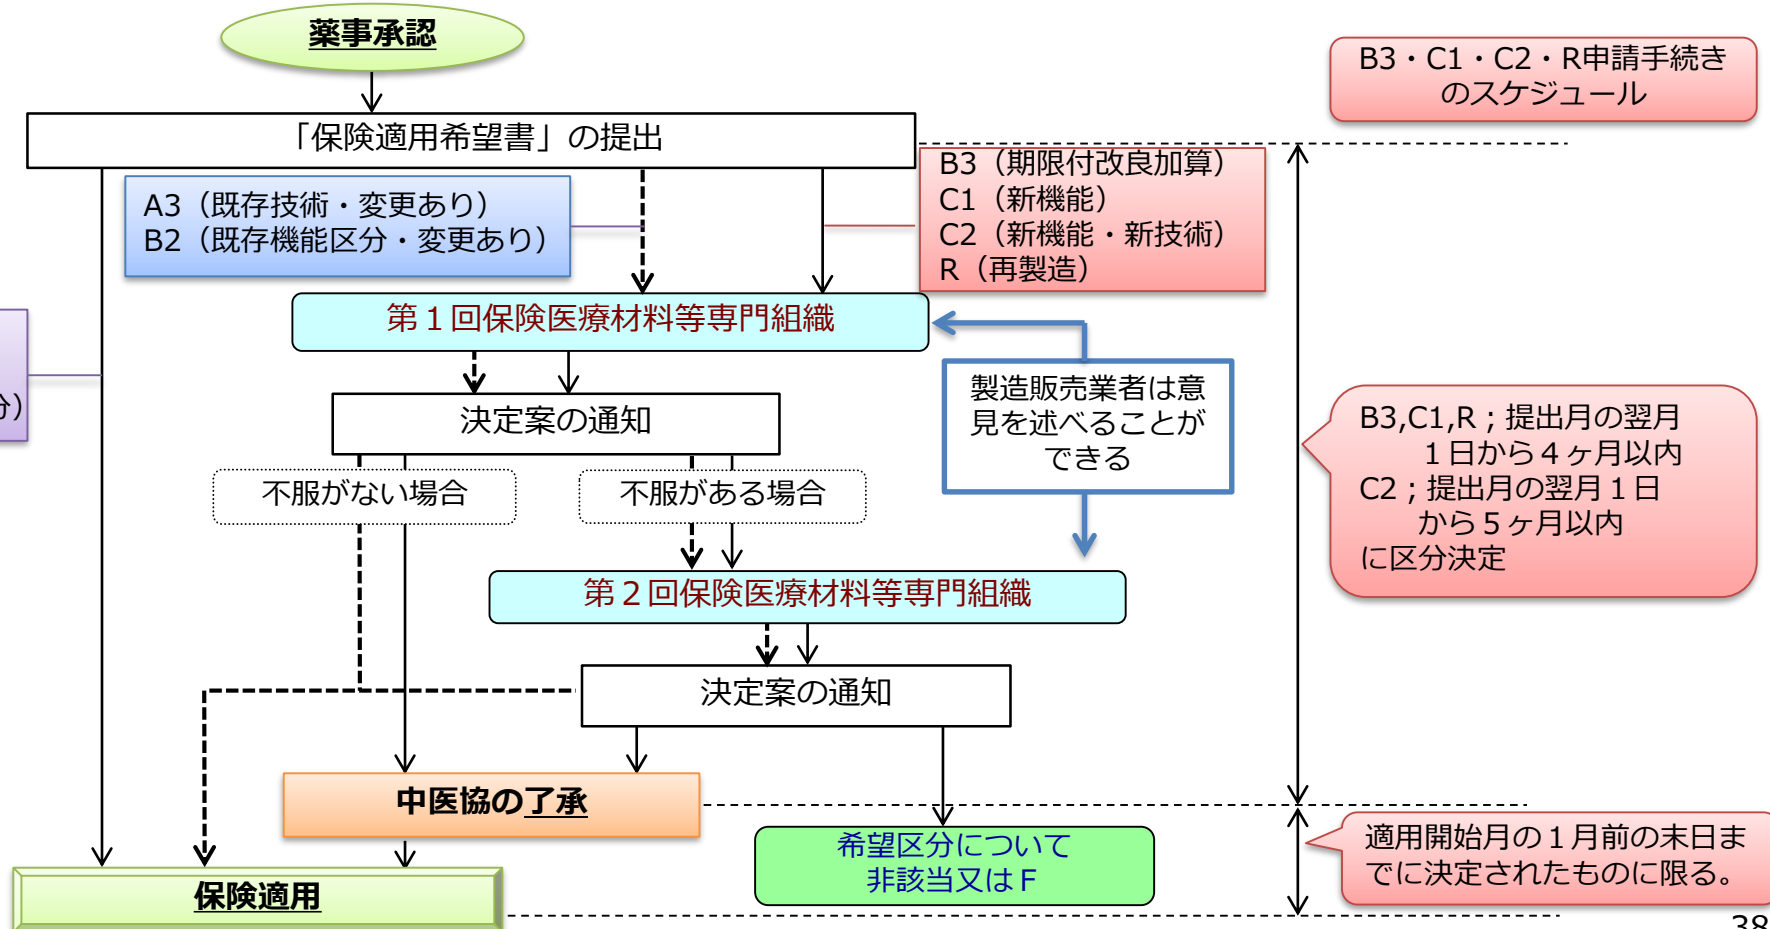 薬事承認
B3・C1・C2・R申請手続き
のスケジュール
「保険適用希望書」の提出
A3（既存技術・変更あり）
B2（既存機能区分・変更あり）
B3（期限付改良加算）
C1（新機能）
C2（新機能・新技術）
R（再製造）
第１回保険医療材料等専門組織
分）
決定案の通知
製造販売業者は意
見を述べることが
できる
B3,C1,R；提出月の翌月
１日から４ヶ月以内
C2；提出月の翌月１日
から５ヶ月以内
に区分決定
不服がない場合
不服がある場合
第２回保険医療材料等専門組織
決定案の通知
中医協の了承
希望区分について
非該当又はＦ
適用開始月の１月前の末日ま
でに決定されたものに限る。
保険適用
38